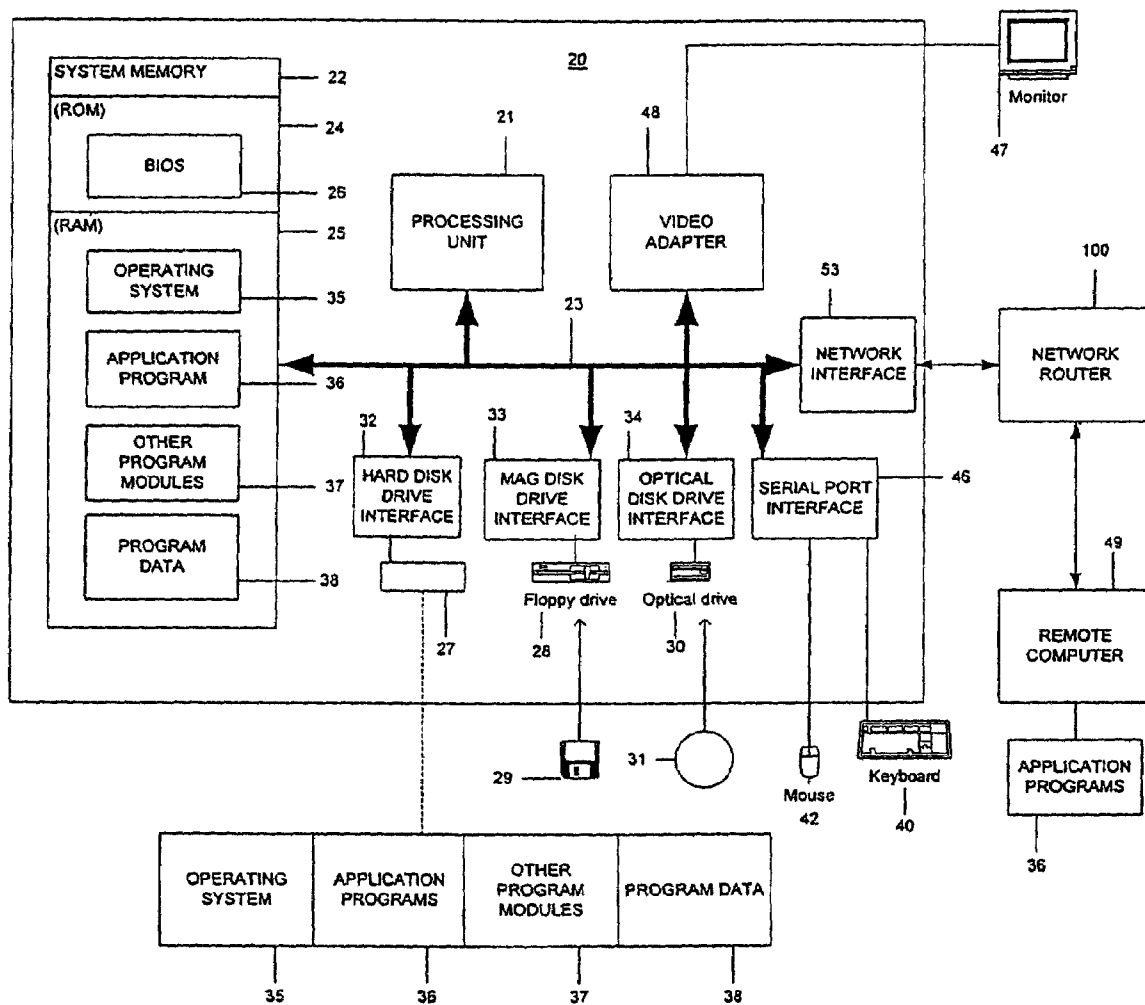 20
SYSTEM MEMORY
22
(ROM)
24
BIOS
26
(RAM)
25
OPERATING
SYSTEM
35
APPLICATION
PROGRAM
36
OTHER
PROGRAM
MODULES
37
PROGRAM
DATA
38
21
PROCESSING
UNIT
48
VIDEO
ADAPTER
Monitor
47
23
53
NETWORK
INTERFACE
100
NETWORK
ROUTER
32
HARD DISK
DRIVE
INTERFACE
33
MAG DISK
DRIVE
INTERFACE
34
OPTICAL
DISK DRIVE
INTERFACE
SERIAL PORT
INTERFACE
46
27
Floppy drive
28
Optical drive
30
49
REMOTE
COMPUTER
29
31
Mouse
42
Keyboard
40
APPLICATION
PROGRAMS
36
OPERATING
SYSTEM
APPLICATION
PROGRAMS
OTHER
PROGRAM
MODULES
PROGRAM DATA
35
36
37
38